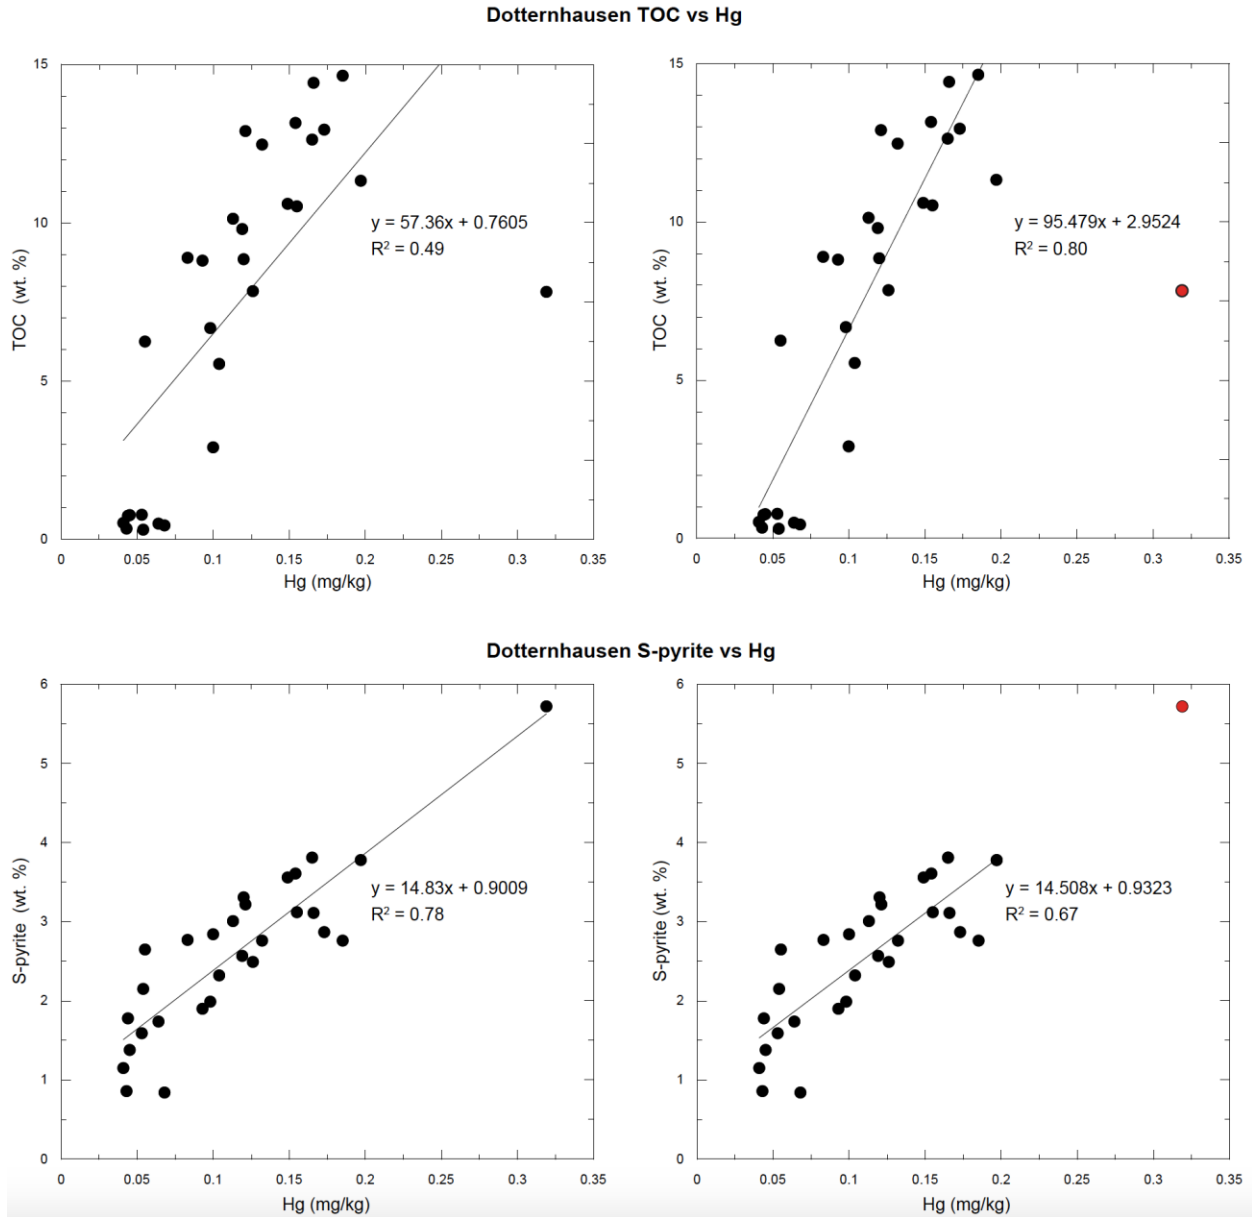 Dotternhausen TOC vs Hg
15
10
5
0
TOC (wt. %)
y = 57.36x + 0.7605
R² = 0.49
0 0.05 0.1 0.15 0.2 0.25 0.3 0.35
Hg (mg/kg)
15
10
5
0
TOC (wt. %)
y = 95.479x + 2.9524
R² = 0.80
0 0.05 0.1 0.15 0.2 0.25 0.3 0.35
Hg (mg/kg)
Dotternhausen S-pyrite vs Hg
6
5
4
3
2
1
0
S-pyrite (wt. %)
y = 14.83x + 0.9009
R² = 0.78
0 0.05 0.1 0.15 0.2 0.25 0.3 0.35
Hg (mg/kg)
6
5
4
3
2
1
0
S-pyrite (wt. %)
y = 14.508x + 0.9323
R² = 0.67
0 0.05 0.1 0.15 0.2 0.25 0.3 0.35
Hg (mg/kg)